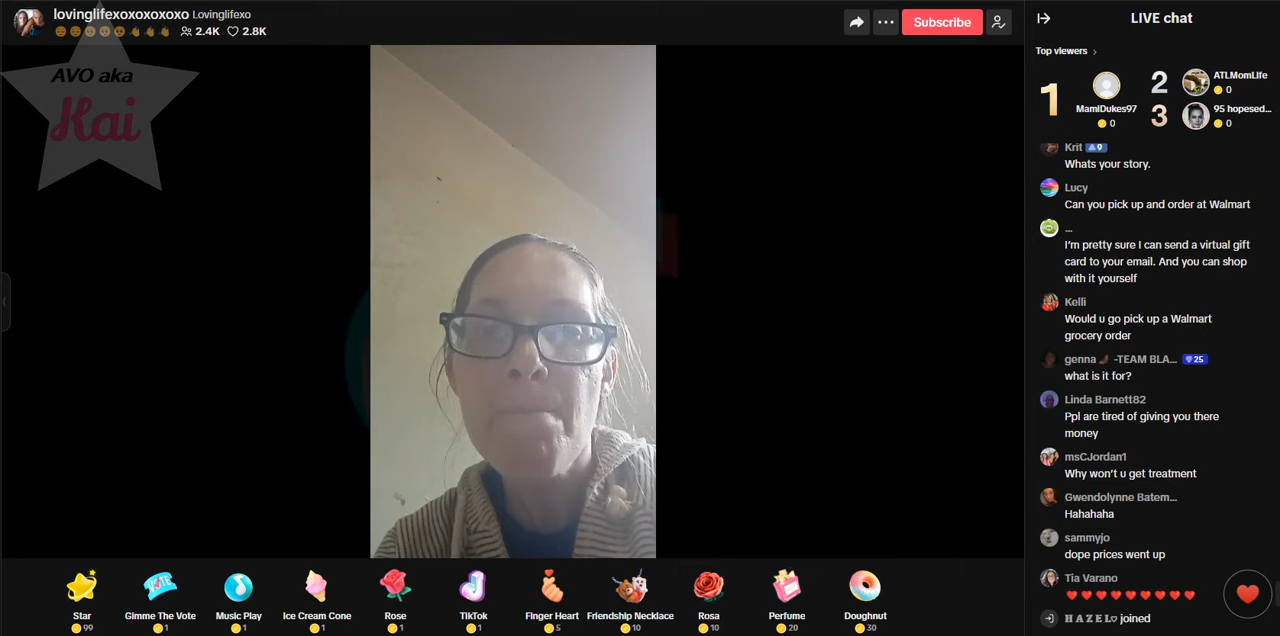 lovinglifexoxoxoxoxo Lovinglifexo
2.4K 2.8K
Subscribe
AVO aka
Kai
LIVE chat
Top viewers >
1
MamiDukes97
0
2
ATLMomLife
0
3
95 hopesed...
0
Krit 9
Whats your story.
Lucy
Can you pick up and order at Walmart
...
I'm pretty sure I can send a virtual gift
card to your email. And you can shop
with it yourself
Kelli
Would u go pick up a Walmart
grocery order
genna -TEAM BLA... 25
what is it for?
Linda Barnett82
Ppl are tired of giving you there
money
msCJordan1
Why won't u get treatment
Gwendolynne Batem...
Hahahaha
sammyjo
dope prices went up
Tia Varano
❤️❤️❤️❤️❤️❤️❤️❤️❤️
H A Z E L♡ joined
Star
99
Gimme The Vote
1
Music Play
1
Ice Cream Cone
1
Rose
1
TikTok
1
Finger Heart
5
Friendship Necklace
10
Rosa
10
Perfume
20
Doughnut
30